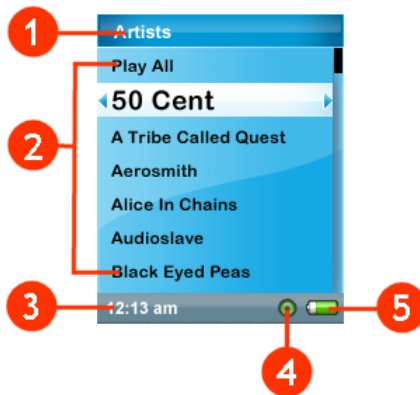 1
Artists
Play All
50 Cent
2
A Tribe Called Quest
Aerosmith
Alice In Chains
Audioslave
Black Eyed Peas
3
12:13 am
5
4